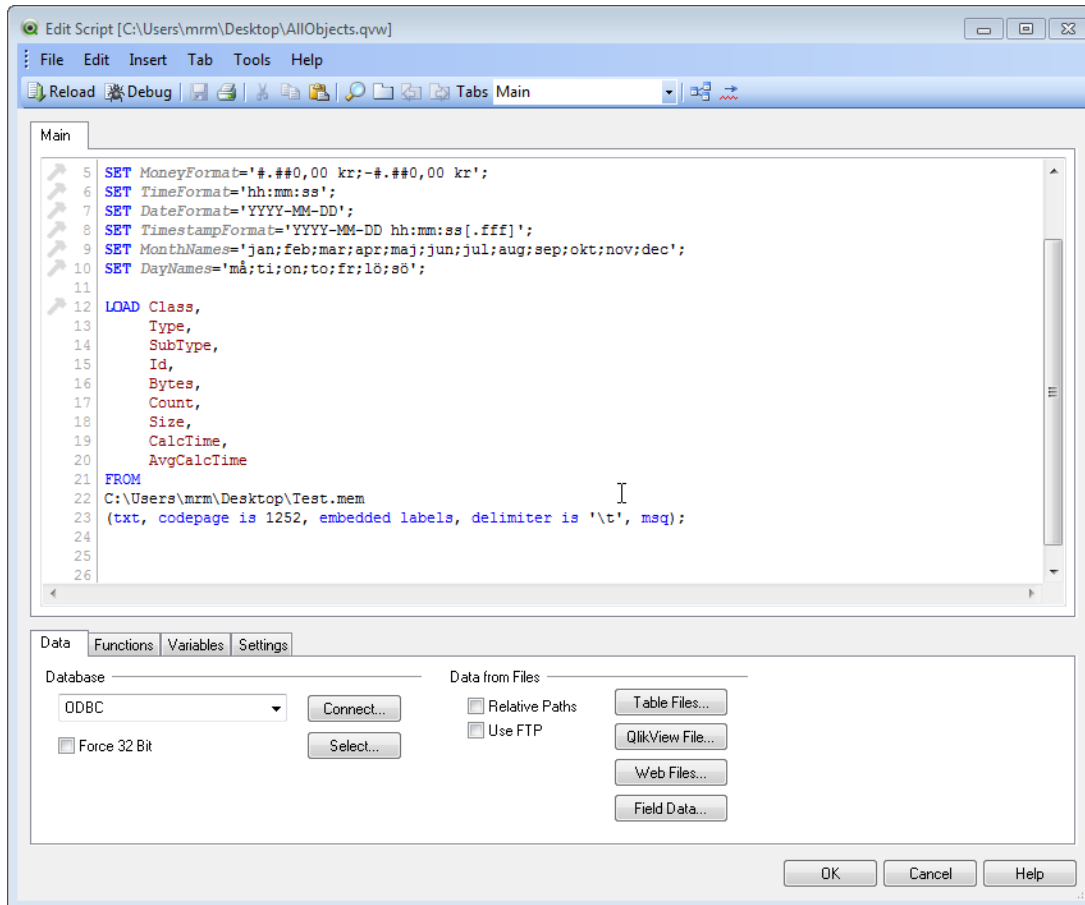 Edit Script [C:\Users\mrm\Desktop\AllObjects.qvw]
File Edit Insert Tab Tools Help
Reload Debug Tabs Main
Main
5 SET MoneyFormat='#.##0,00 kr;-#.##0,00 kr';
6 SET TimeFormat='hh:mm:ss';
7 SET DateFormat='YYYY-MM-DD';
8 SET TimestampFormat='YYYY-MM-DD hh:mm:ss[.fff]';
9 SET MonthNames='jan;feb;mar;apr;maj;jun;jul;aug;sep;okt;nov;dec';
10 SET DayNames='må;ti;on;to;fr;lö;sö';
11
12 LOAD Class,
13 Type,
14 SubType,
15 Id,
16 Bytes,
17 Count,
18 Size,
19 CalcTime,
20 AvgCalcTime
21 FROM
22 C:\Users\mrm\Desktop\Test.mem
23 (txt, codepage is 1252, embedded labels, delimiter is '\t', msq);
24
25
26
Data Functions Variables Settings
Database
ODBC
Connect...
Force 32 Bit
Select...
Data from Files
Relative Paths
Use FTP
Table Files...
QlikView File...
Web Files...
Field Data...
OK Cancel Help